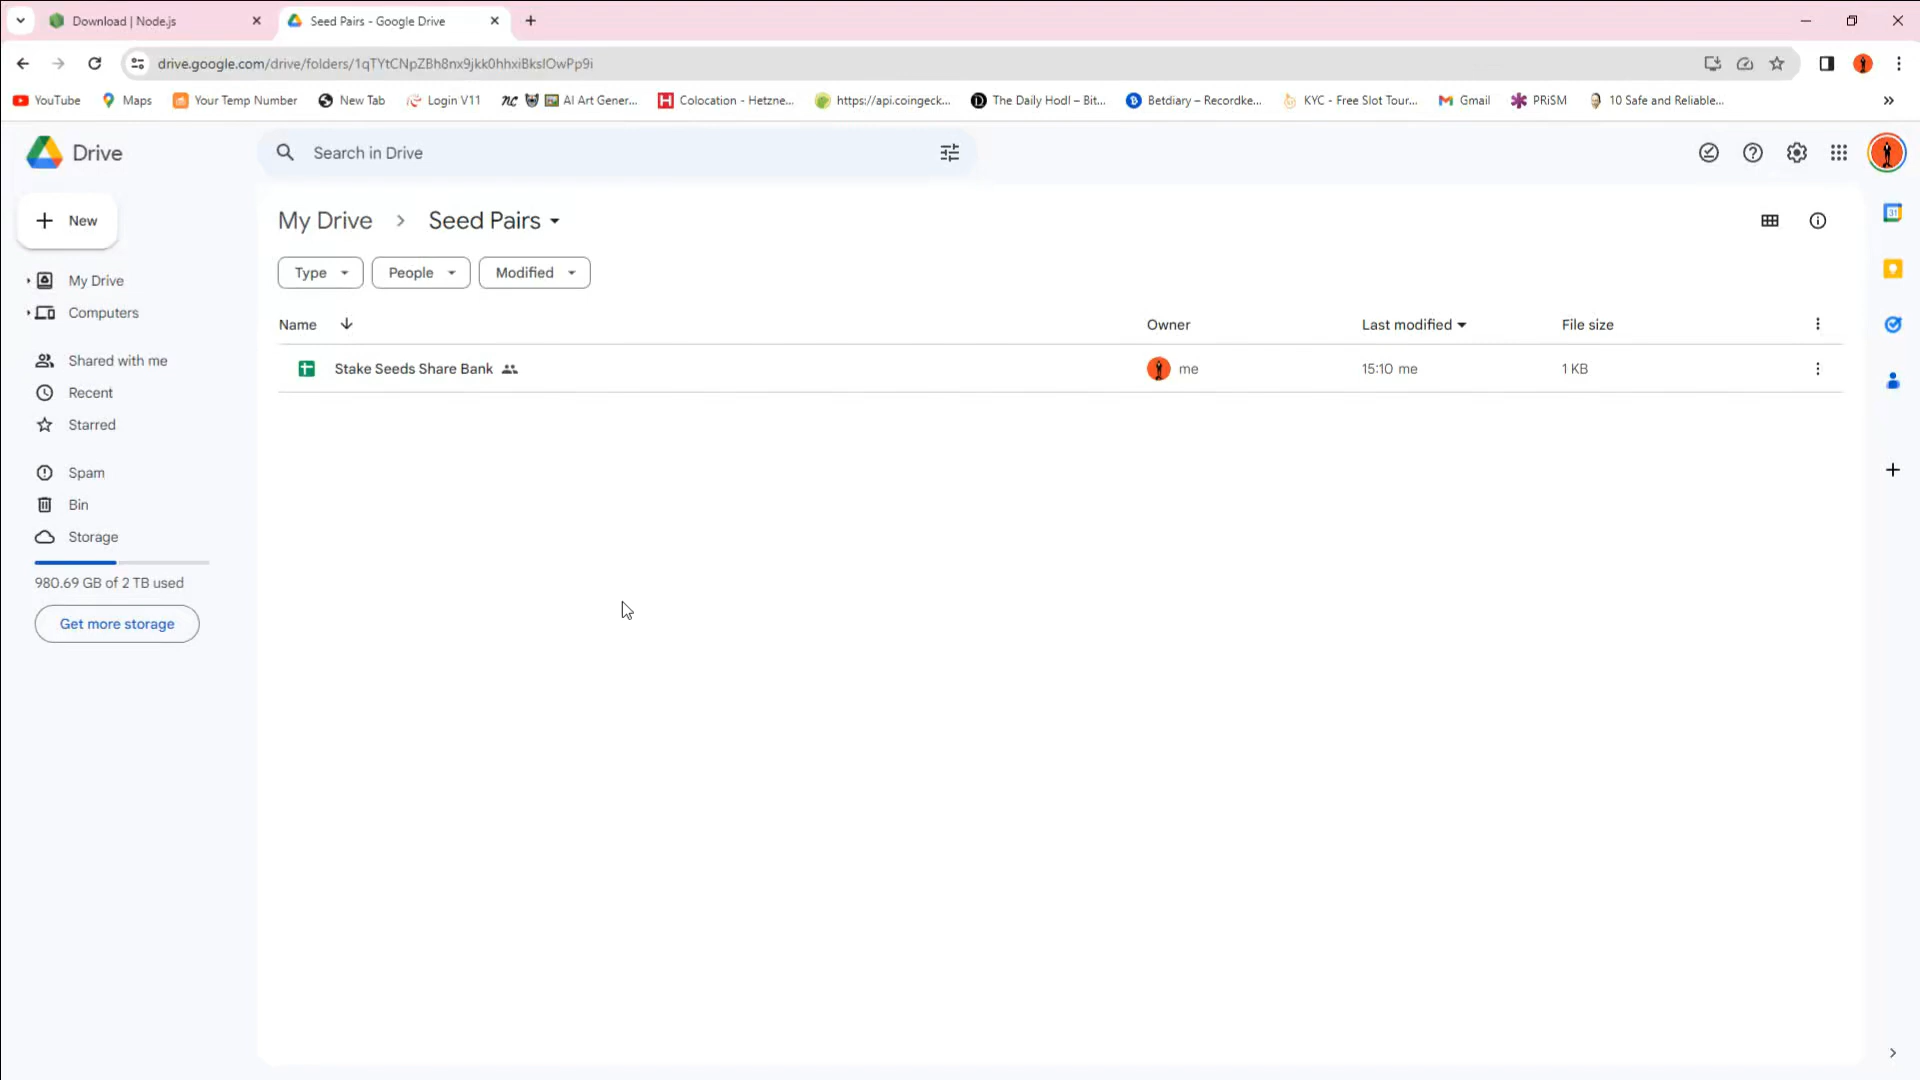 Download | Node.js
Seed Pairs - Google Drive
drive.google.com/drive/folders/1qTYtCNpZBh8nx9jkk0hhxiBksIOwPp9i
YouTube
Maps
Your Temp Number
New Tab
Login V11
AI Art Gener...
Colocation - Hetzne...
https://api.coingeck...
The Daily Hodl – Bit...
Betdiary – Recordke...
KYC - Free Slot Tour...
Gmail
PRiSM
10 Safe and Reliable...
Drive
Search in Drive
New
My Drive > Seed Pairs
Type
People
Modified
My Drive
Computers
Shared with me
Recent
Starred
Spam
Bin
Storage
980.69 GB of 2 TB used
Get more storage
Name
Owner
Last modified
File size
Stake Seeds Share Bank
me
15:10 me
1 KB
31